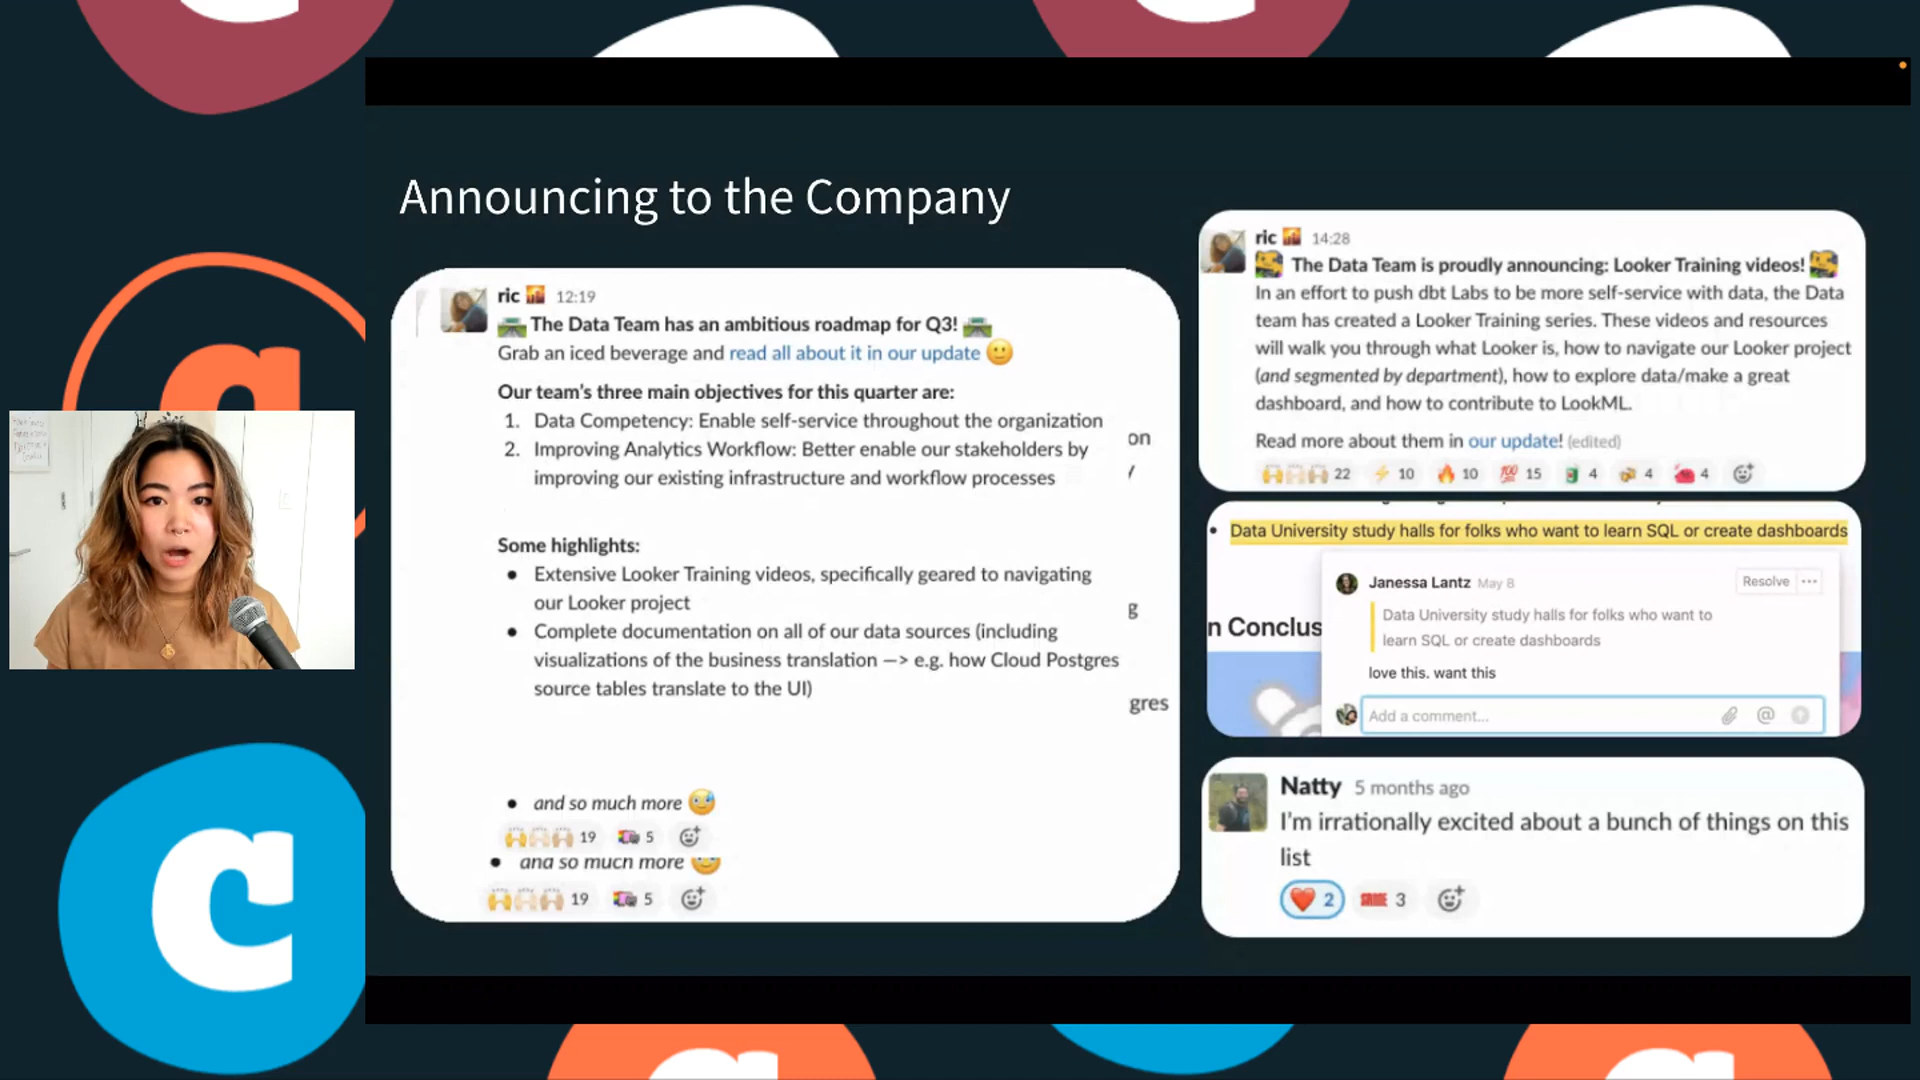 Announcing to the Company
ric 12:19
The Data Team has an ambitious roadmap for Q3!
Grab an iced beverage and read all about it in our update
Our team's three main objectives for this quarter are:
1. Data Competency: Enable self-service throughout the organization
2. Improving Analytics Workflow: Better enable our stakeholders by
improving our existing infrastructure and workflow processes
on
Some highlights:
• Extensive Looker Training videos, specifically geared to navigating
our Looker project
g
• Complete documentation on all of our data sources (including
visualizations of the business translation —> e.g. how Cloud Postgres
source tables translate to the UI)
gres
• and so much more
19 5
• and so much more
19 5
ric 14:28
The Data Team is proudly announcing: Looker Training videos!
In an effort to push dbt Labs to be more self-service with data, the Data
team has created a Looker Training series. These videos and resources
will walk you through what Looker is, how to navigate our Looker project
(and segmented by department), how to explore data/make a great
dashboard, and how to contribute to LookML.
Read more about them in our update! (edited)
22 10 10 15 4 4 4
• Data University study halls for folks who want to learn SQL or create dashboards
Janessa Lantz May 8 Resolve ...
Data University study halls for folks who want to
learn SQL or create dashboards
n Conclus
love this. want this
Add a comment... @
Natty 5 months ago
I'm irrationally excited about a bunch of things on this
list
2 SAME 3